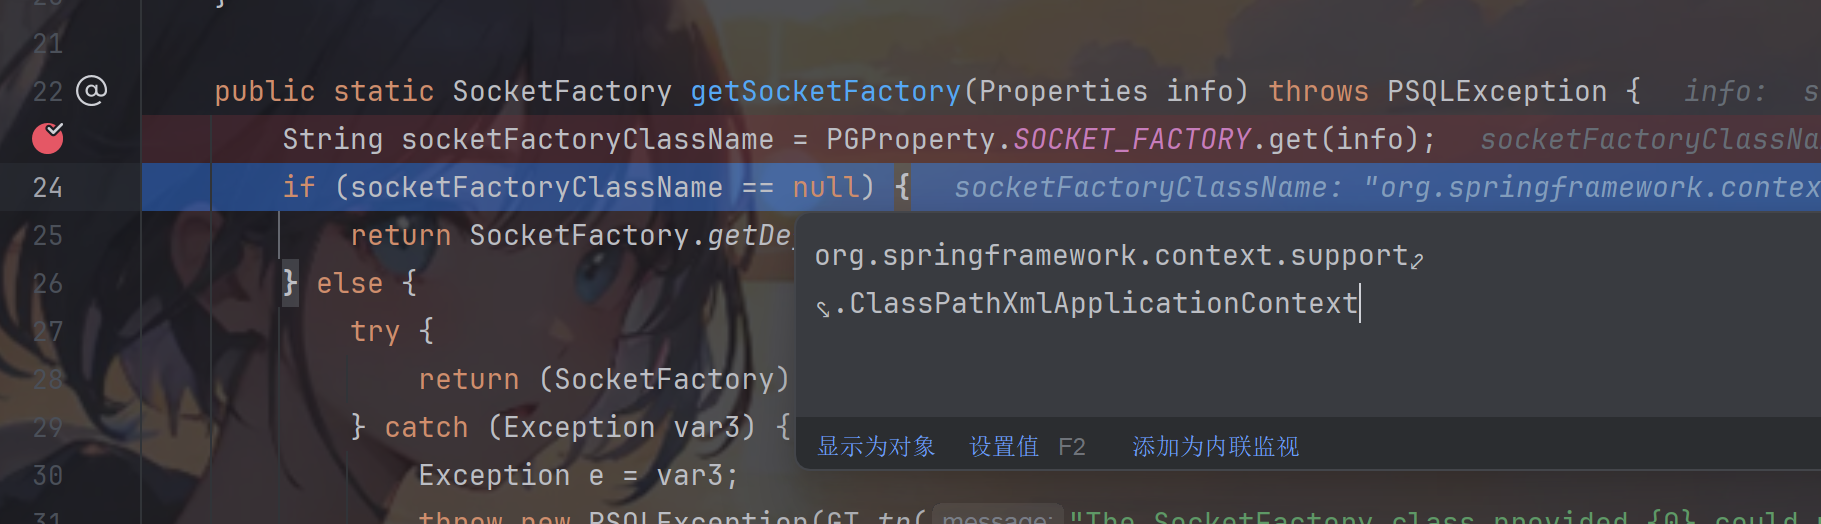 20 }
21
22 public static SocketFactory getSocketFactory(Properties info) throws PSQLException { info: s
String socketFactoryClassName = PGProperty.SOCKET_FACTORY.get(info); socketFactoryClassNa
24 if (socketFactoryClassName == null) { socketFactoryClassName: "org.springframework.contex
25 return SocketFactory.getDe
org.springframework.context.support
26 } else {
.ClassPathXmlApplicationContext
27 try {
28 return (SocketFactory)
29 } catch (Exception var3) {
显示为对象 设置值 F2 添加为内联监视
30 Exception e = var3;
31 throw new PSQLException(GT.tr( message: "The SocketFactory class provided {0} could